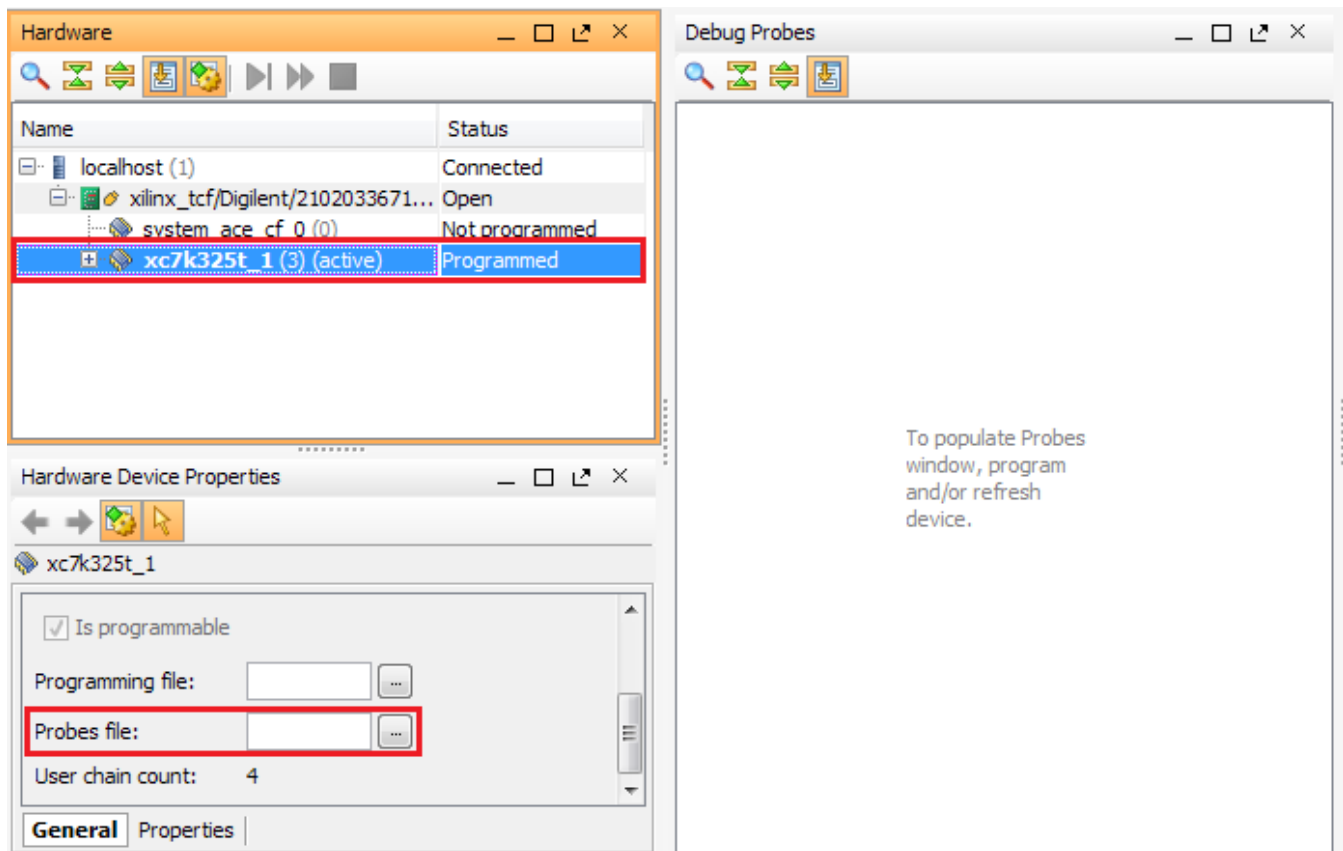 Hardware
Name Status
localhost (1) Connected
xilinx_tcf/Digilent/2102033671... Open
system_ace_cf_0 (0) Not programmed
xc7k325t_1 (3) (active) Programmed
Hardware Device Properties
xc7k325t_1
Is programmable
Programming file: ...
Probes file: ...
User chain count: 4
General Properties
Debug Probes
To populate Probes
window, program
and/or refresh
device.